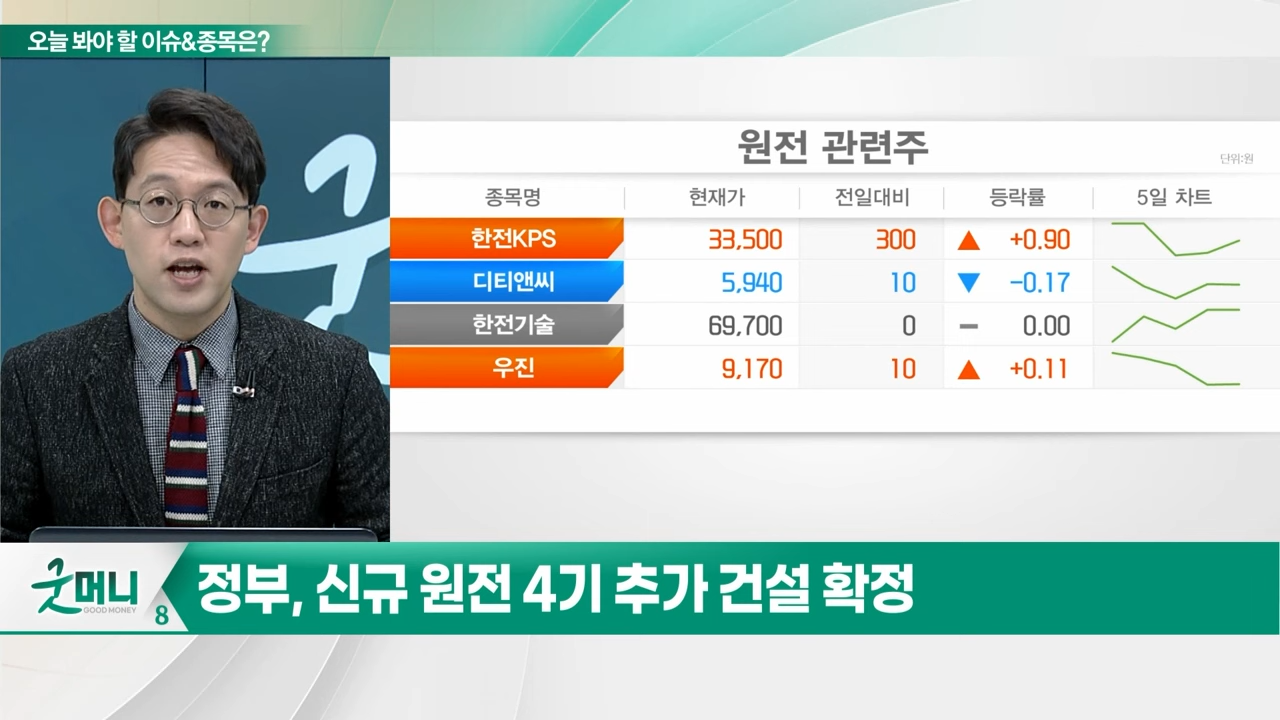 오늘 봐야 할 이슈&종목은?
원전 관련주
단위:원
종목명 현재가 전일대비 등락률 5일 차트
한전KPS 33,500 300 ▲ +0.90
디티앤씨 5,940 10 ▼ -0.17
한전기술 69,700 0 - 0.00
우진 9,170 10 ▲ +0.11
굿머니
GOOD MONEY
8
정부, 신규 원전 4기 추가 건설 확정